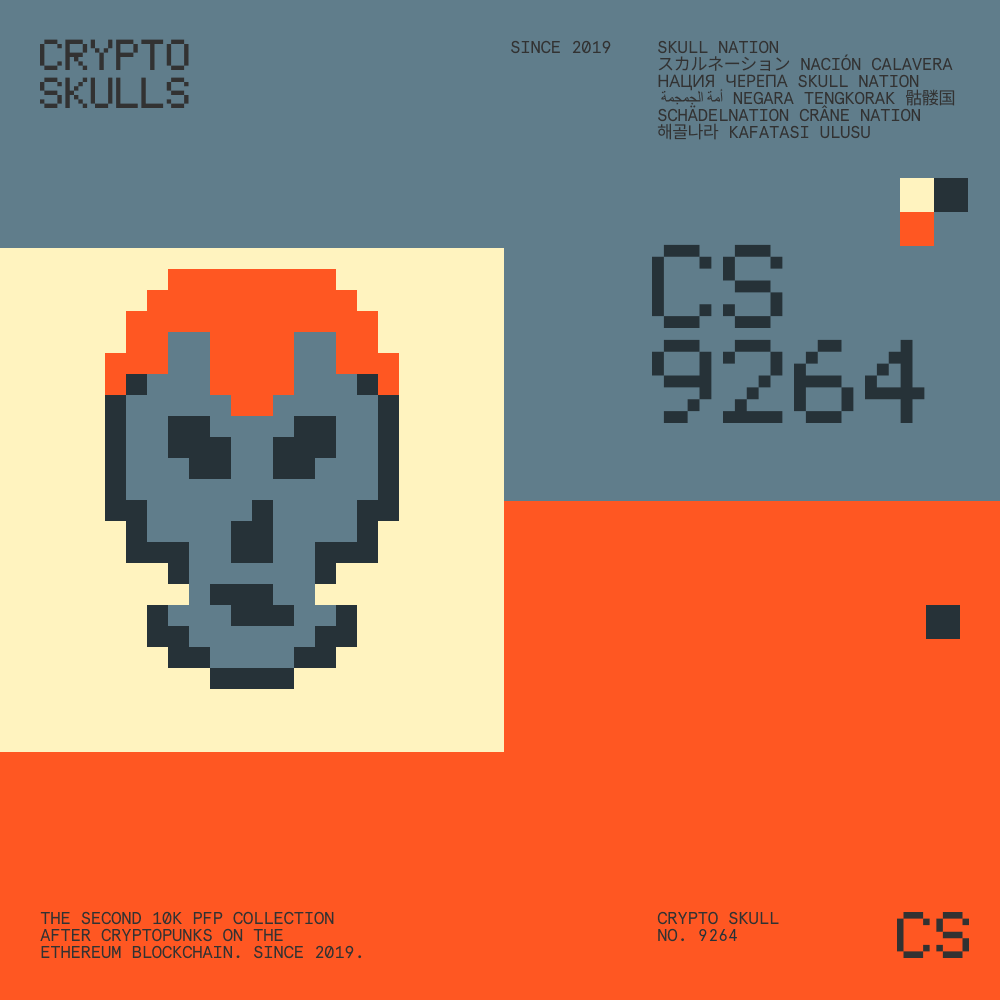 CRYPTO
SKULLS
SINCE 2019
SKULL NATION
スカルネーション NACIÓN CALAVERA
НАЦИЯ ЧЕРЕПА SKULL NATION
أمة الجمجمة NEGARA TENGKORAK 骷髅国
SCHÄDELNATION CRÂNE NATION
해골나라 KAFATASI ULUSU
CS
9264
THE SECOND 10K PFP COLLECTION
AFTER CRYPTOPUNKS ON THE
ETHEREUM BLOCKCHAIN. SINCE 2019.
CRYPTO SKULL
NO. 9264
CS